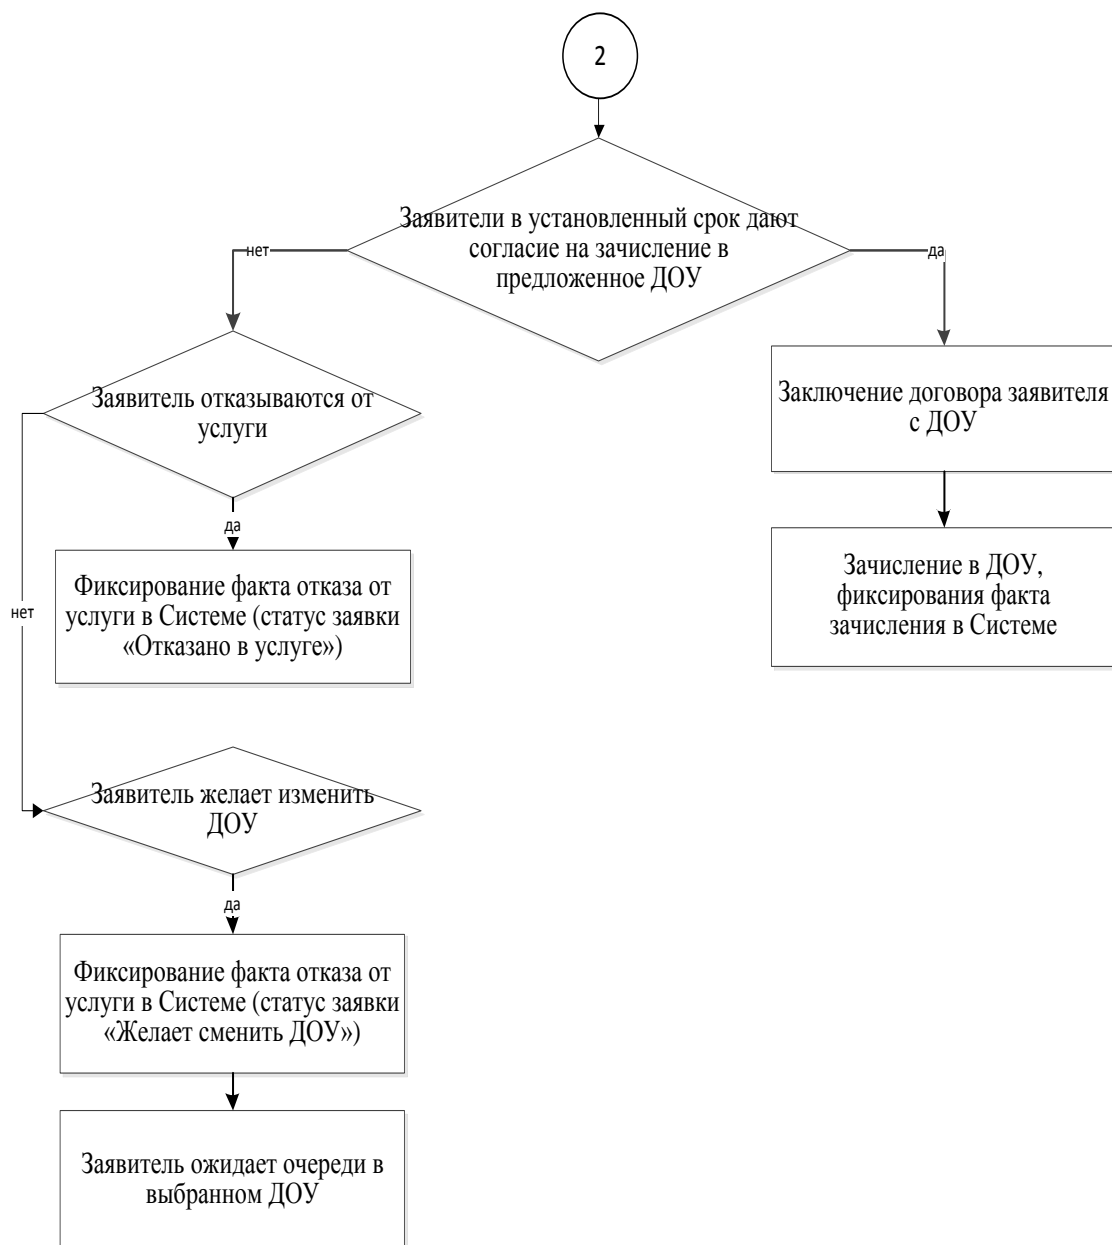 2
Заявители в установленный срок дают
согласие на зачисление в
предложенное ДОУ
нет
да
Заявитель отказываются от
услуги
Заключение договора заявителя
с ДОУ
да
Фиксирование факта отказа от
услуги в Системе (статус заявки
«Отказано в услуге»)
Зачисление в ДОУ,
фиксирования факта
зачисления в Системе
нет
Заявитель желает изменить
ДОУ
да
Фиксирование факта отказа от
услуги в Системе (статус заявки
«Желает сменить ДОУ»)
Заявитель ожидает очереди в
выбранном ДОУ